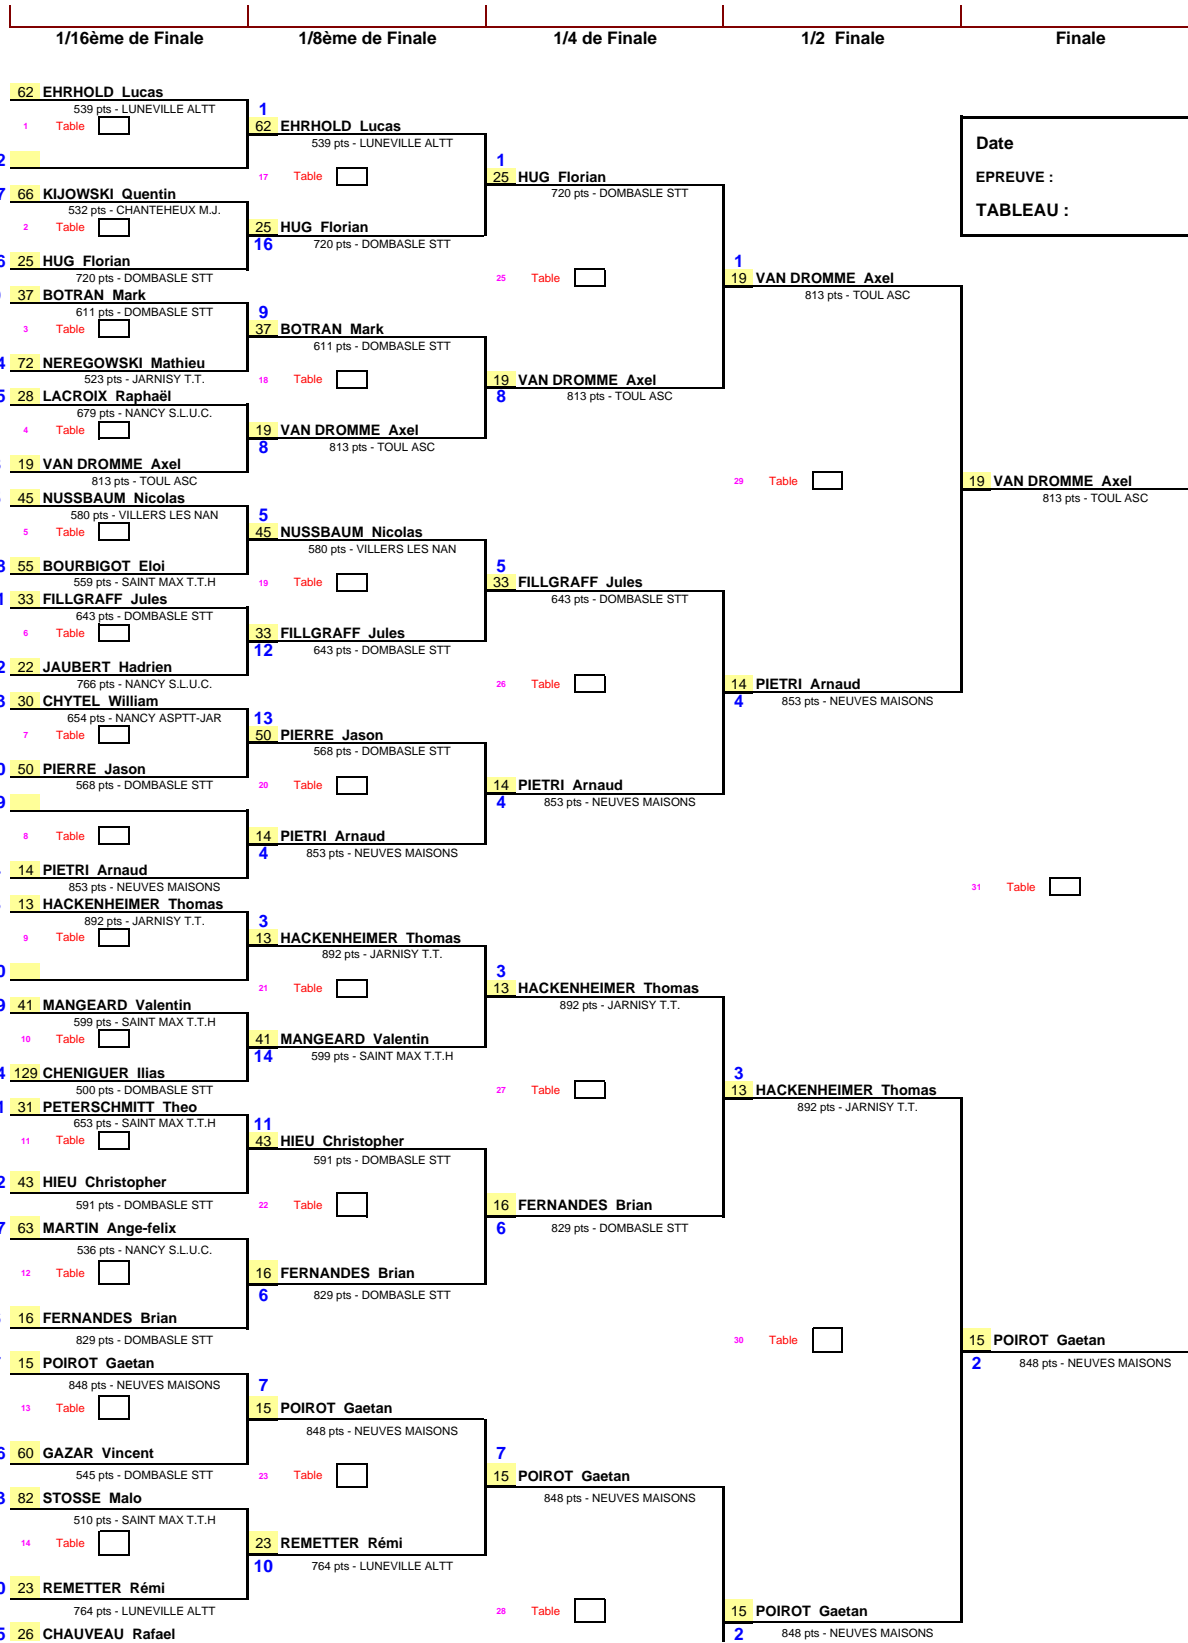 1/16ème de Finale
1/8ème de Finale
1/4 de Finale
1/2 Finale
Finale
Date
EPREUVE :
TABLEAU :
62 EHRHOLD Lucas
539 pts - LUNEVILLE ALTT
1 Table
2
7 66 KIJOWSKI Quentin
532 pts - CHANTEHEUX M.J.
2 Table
25 HUG Florian
720 pts - DOMBASLE STT
37 BOTRAN Mark
611 pts - DOMBASLE STT
3 Table
4 72 NEREGOWSKI Mathieu
523 pts - JARNISY T.T.
5 28 LACROIX Raphaël
679 pts - NANCY S.L.U.C.
4 Table
19 VAN DROMME Axel
813 pts - TOUL ASC
45 NUSSBAUM Nicolas
580 pts - VILLERS LES NAN
5 Table
55 BOURBIGOT Eloi
559 pts - SAINT MAX T.T.H
1 33 FILLGRAFF Jules
643 pts - DOMBASLE STT
6 Table
2 22 JAUBERT Hadrien
766 pts - NANCY S.L.U.C.
3 30 CHYTEL William
654 pts - NANCY ASPTT-JAR
7 Table
0 50 PIERRE Jason
568 pts - DOMBASLE STT
9
8 Table
14 PIETRI Arnaud
853 pts - NEUVES MAISONS
13 HACKENHEIMER Thomas
892 pts - JARNISY T.T.
9 Table
0
9 41 MANGEARD Valentin
599 pts - SAINT MAX T.T.H
10 Table
4 129 CHENIGUER Ilias
500 pts - DOMBASLE STT
1 31 PETERSCHMITT Theo
653 pts - SAINT MAX T.T.H
11 Table
2 43 HIEU Christopher
591 pts - DOMBASLE STT
7 63 MARTIN Ange-felix
536 pts - NANCY S.L.U.C.
12 Table
16 FERNANDES Brian
829 pts - DOMBASLE STT
15 POIROT Gaetan
848 pts - NEUVES MAISONS
13 Table
6 60 GAZAR Vincent
545 pts - DOMBASLE STT
3 82 STOSSE Malo
510 pts - SAINT MAX T.T.H
14 Table
0 23 REMETTER Rémi
764 pts - LUNEVILLE ALTT
5 26 CHAUVEAU Rafael
1
62 EHRHOLD Lucas
539 pts - LUNEVILLE ALTT
17 Table
25 HUG Florian
16 720 pts - DOMBASLE STT
9
37 BOTRAN Mark
611 pts - DOMBASLE STT
18 Table
19 VAN DROMME Axel
8 813 pts - TOUL ASC
5
45 NUSSBAUM Nicolas
580 pts - VILLERS LES NAN
19 Table
33 FILLGRAFF Jules
12 643 pts - DOMBASLE STT
13
50 PIERRE Jason
568 pts - DOMBASLE STT
20 Table
14 PIETRI Arnaud
4 853 pts - NEUVES MAISONS
3
13 HACKENHEIMER Thomas
892 pts - JARNISY T.T.
21 Table
41 MANGEARD Valentin
14 599 pts - SAINT MAX T.T.H
11
43 HIEU Christopher
591 pts - DOMBASLE STT
22 Table
16 FERNANDES Brian
6 829 pts - DOMBASLE STT
7
15 POIROT Gaetan
848 pts - NEUVES MAISONS
23 Table
23 REMETTER Rémi
10 764 pts - LUNEVILLE ALTT
1
25 HUG Florian
720 pts - DOMBASLE STT
25 Table
19 VAN DROMME Axel
8 813 pts - TOUL ASC
5
33 FILLGRAFF Jules
643 pts - DOMBASLE STT
26 Table
14 PIETRI Arnaud
4 853 pts - NEUVES MAISONS
3
13 HACKENHEIMER Thomas
892 pts - JARNISY T.T.
27 Table
16 FERNANDES Brian
6 829 pts - DOMBASLE STT
7
15 POIROT Gaetan
848 pts - NEUVES MAISONS
28 Table
1
19 VAN DROMME Axel
813 pts - TOUL ASC
29 Table
14 PIETRI Arnaud
4 853 pts - NEUVES MAISONS
3
13 HACKENHEIMER Thomas
892 pts - JARNISY T.T.
30 Table
15 POIROT Gaetan
2 848 pts - NEUVES MAISONS
19 VAN DROMME Axel
813 pts - TOUL ASC
31 Table
15 POIROT Gaetan
2 848 pts - NEUVES MAISONS